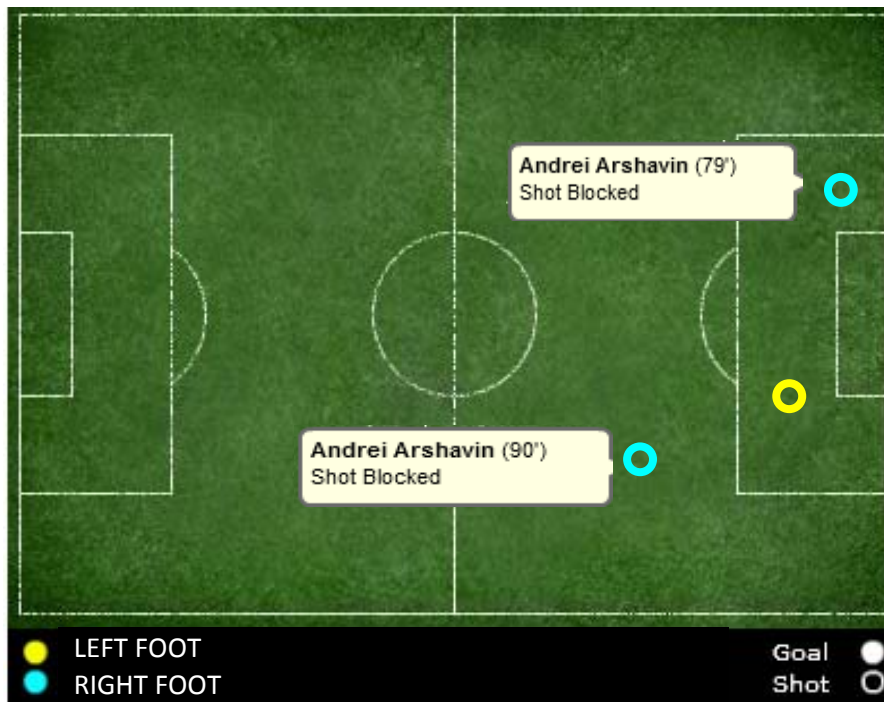 Andrei Arshavin (79')
Shot Blocked
Andrei Arshavin (90')
Shot Blocked
LEFT FOOT
RIGHT FOOT
Goal
Shot